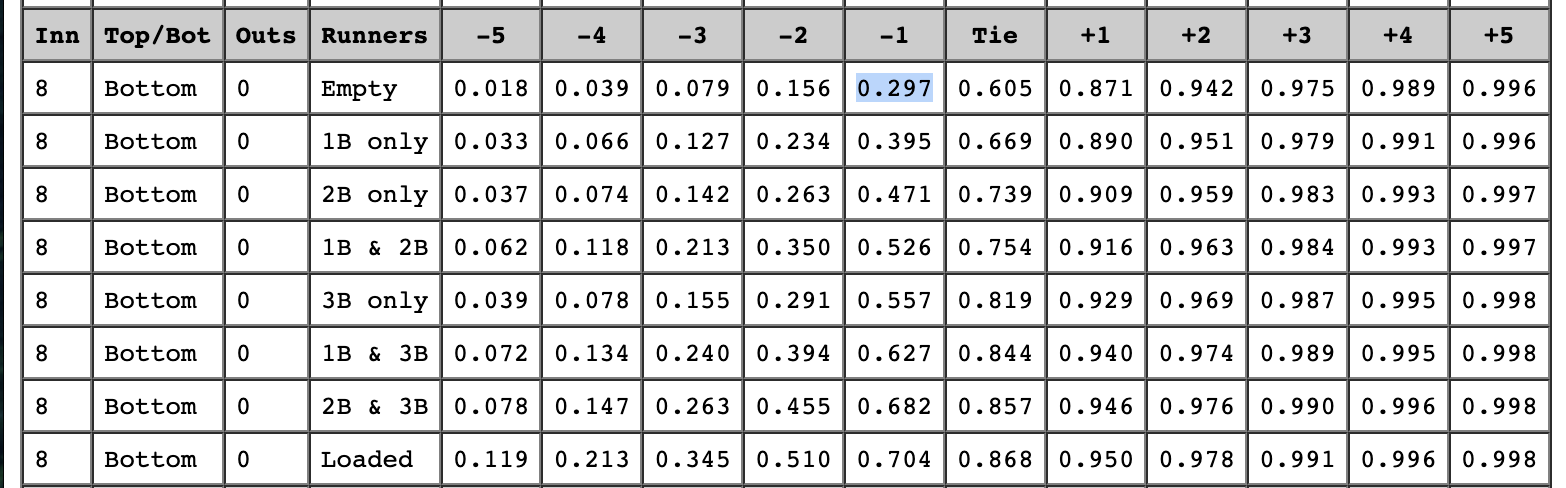 Inn Top/Bot Outs Runners -5 -4 -3 -2 -1 Tie +1 +2 +3 +4 +5
8 Bottom 0 Empty 0.018 0.039 0.079 0.156 0.297 0.605 0.871 0.942 0.975 0.989 0.996
8 Bottom 0 1B only 0.033 0.066 0.127 0.234 0.395 0.669 0.890 0.951 0.979 0.991 0.996
8 Bottom 0 2B only 0.037 0.074 0.142 0.263 0.471 0.739 0.909 0.959 0.983 0.993 0.997
8 Bottom 0 1B & 2B 0.062 0.118 0.213 0.350 0.526 0.754 0.916 0.963 0.984 0.993 0.997
8 Bottom 0 3B only 0.039 0.078 0.155 0.291 0.557 0.819 0.929 0.969 0.987 0.995 0.998
8 Bottom 0 1B & 3B 0.072 0.134 0.240 0.394 0.627 0.844 0.940 0.974 0.989 0.995 0.998
8 Bottom 0 2B & 3B 0.078 0.147 0.263 0.455 0.682 0.857 0.946 0.976 0.990 0.996 0.998
8 Bottom 0 Loaded 0.119 0.213 0.345 0.510 0.704 0.868 0.950 0.978 0.991 0.996 0.998